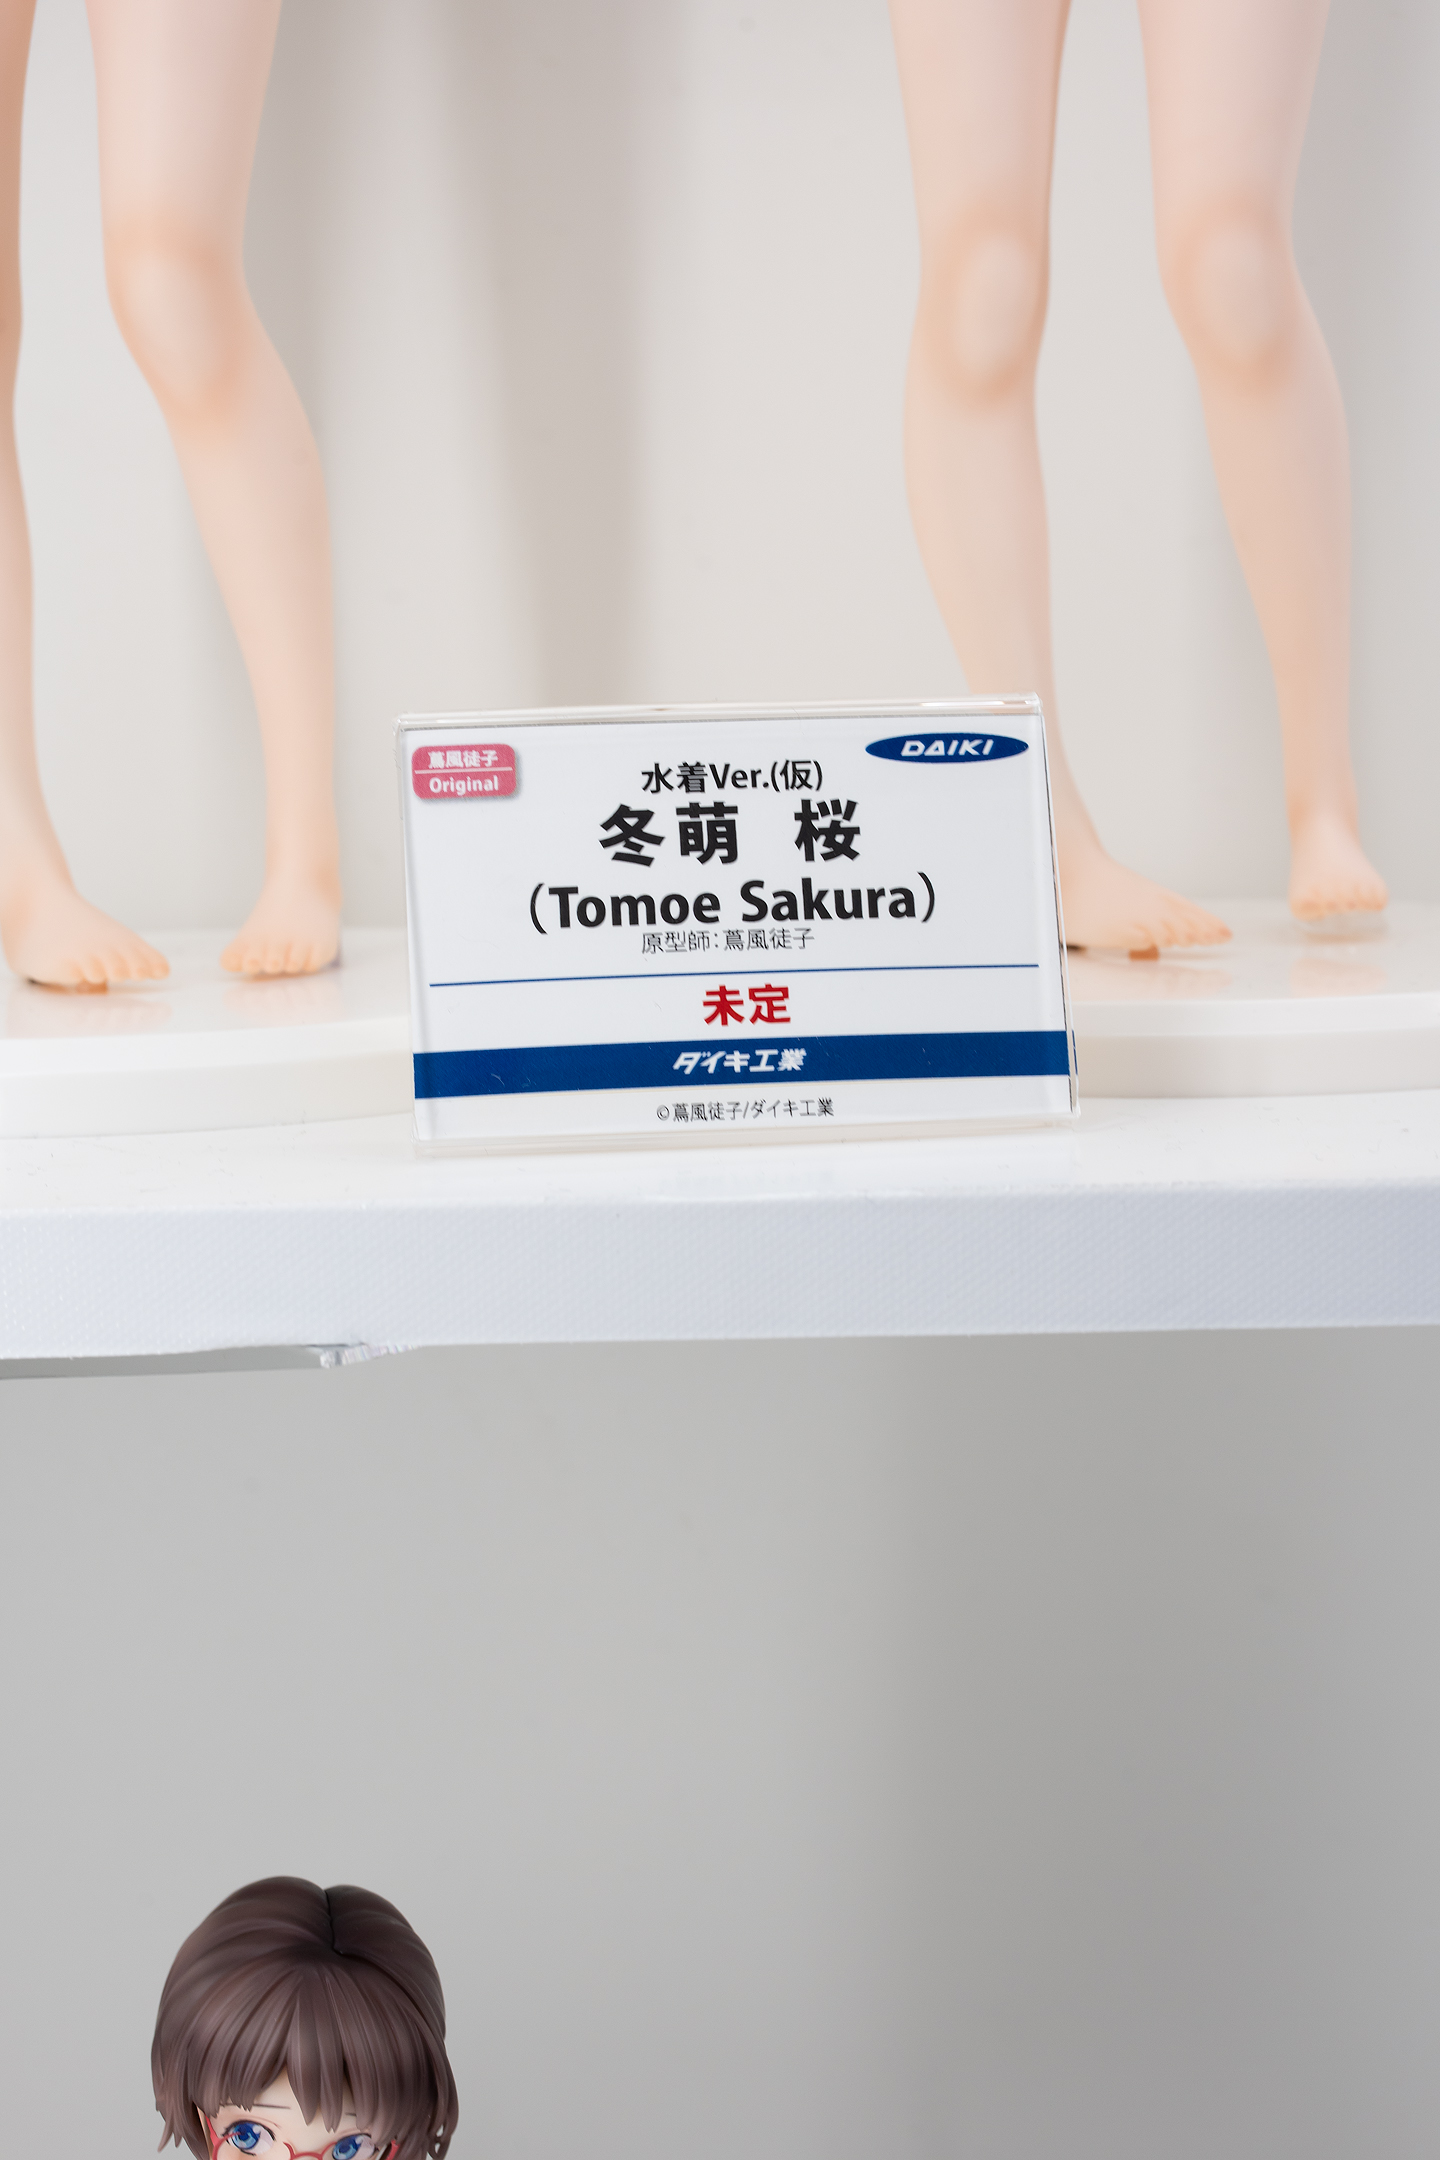 蔦風徒子
Original
DAIKI
水着Ver.(仮)
冬萌 桜
(Tomoe Sakura)
原型師:蔦風徒子
未定
ダイキ工業
©蔦風徒子/ダイキ工業